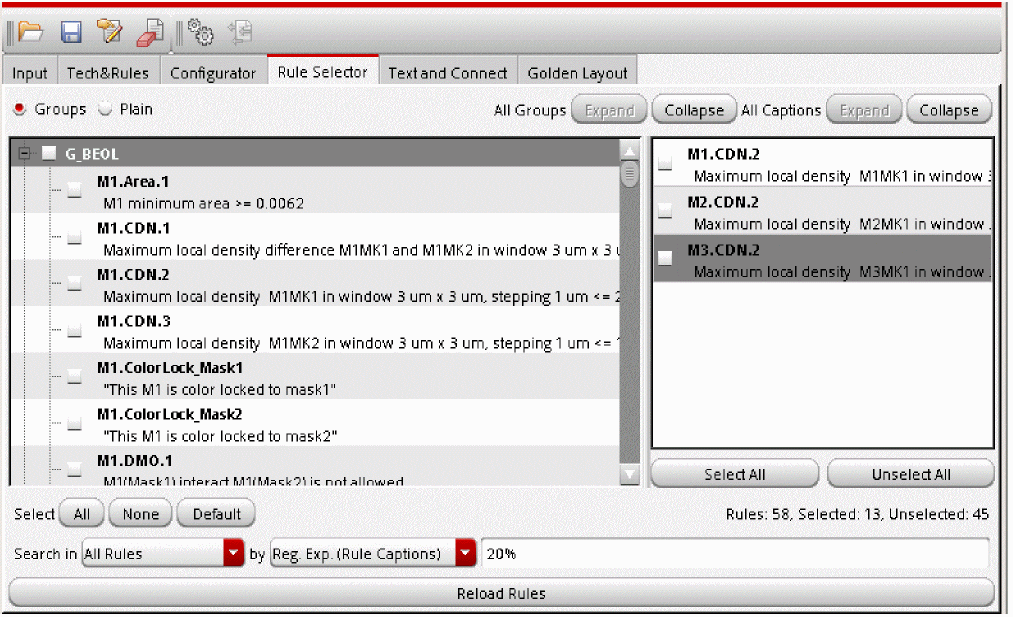 Input Tech&Rules Configurator Rule Selector Text and Connect Golden Layout
Groups Plain All Groups Expand Collapse All Captions Expand Collapse
G_BEOL
M1.Area.1
M1 minimum area >= 0.0062
M1.CDN.1
Maximum local density difference M1MK1 and M1MK2 in window 3 um x 3
M1.CDN.2
Maximum local density M1MK1 in window 3 um x 3 um, stepping 1 um <=
M1.CDN.3
Maximum local density M1MK2 in window 3 um x 3 um, stepping 1 um <=
M1.ColorLock_Mask1
"This M1 is color locked to mask1"
M1.ColorLock_Mask2
"This M1 is color locked to mask2"
M1.DMO.1
M1(Mask1) interact M1(Mask2) is not allowed
M1.CDN.2
Maximum local density M1MK1 in window
M2.CDN.2
Maximum local density M2MK1 in window
M3.CDN.2
Maximum local density M3MK1 in window
Select All Unselect All
Select All None Default Rules: 58, Selected: 13, Unselected: 45
Search in All Rules by Reg. Exp. (Rule Captions) 20%
Reload Rules